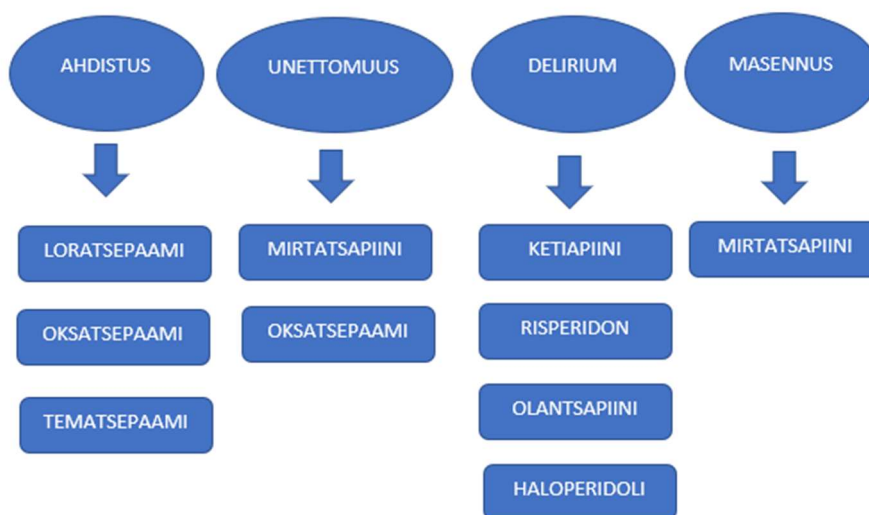 AHDISTUS
UNETTOMUUS
DELIRIUM
MASENNUS
LORATSEPAAMI
MIRTATSAPIINI
KETIAPIINI
MIRTATSAPIINI
OKSATSEPAAMI
OKSATSEPAAMI
RISPERIDON
TEMATSEPAAMI
OLANTSAPIINI
HALOPERIDOLI